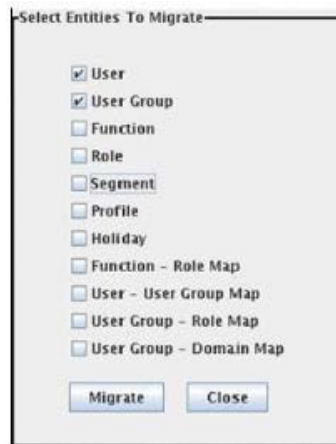 Select Entities To Migrate
User
User Group
Function
Role
Segment
Profile
Holiday
Function - Role Map
User - User Group Map
User Group - Role Map
User Group - Domain Map
Migrate Close